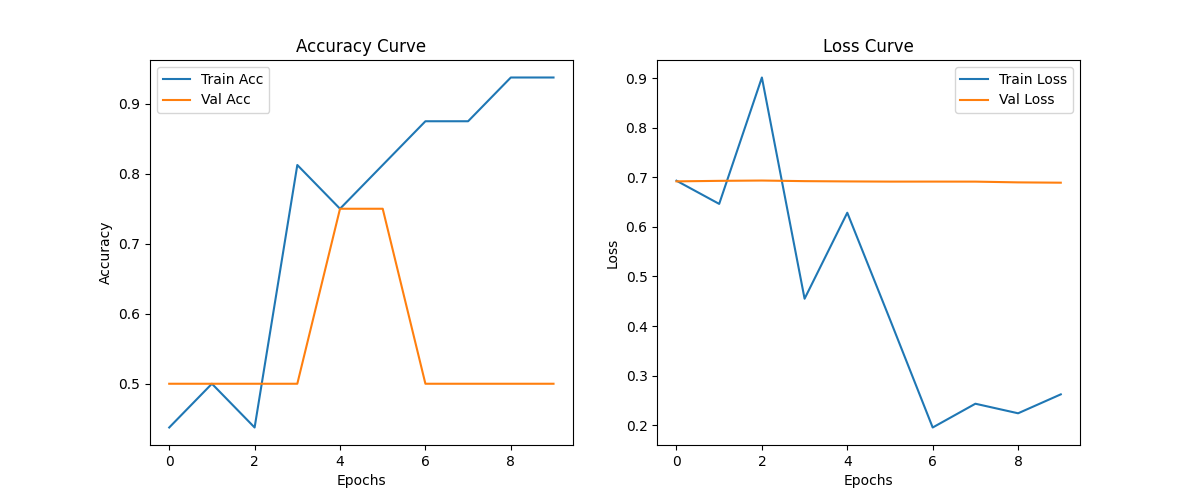 Accuracy Curve
Train Acc
Val Acc
Accuracy
0.9
0.8
0.7
0.6
0.5
0 2 4 6 8
Epochs
Loss Curve
Train Loss
Val Loss
Loss
0.9
0.8
0.7
0.6
0.5
0.4
0.3
0.2
0 2 4 6 8
Epochs